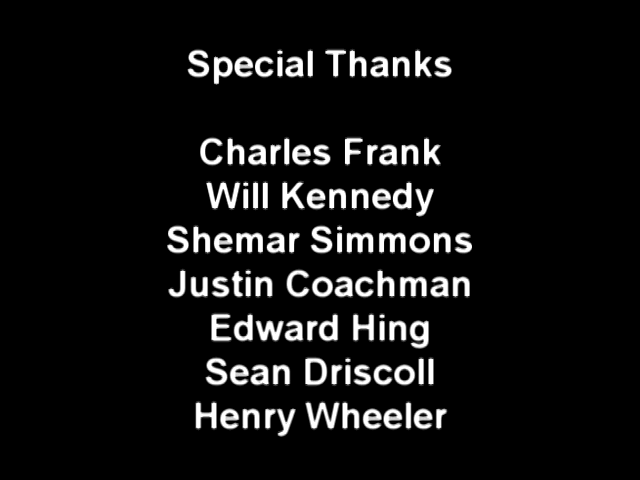 Special Thanks
Charles Frank
Will Kennedy
Shemar Simmons
Justin Coachman
Edward Hing
Sean Driscoll
Henry Wheeler